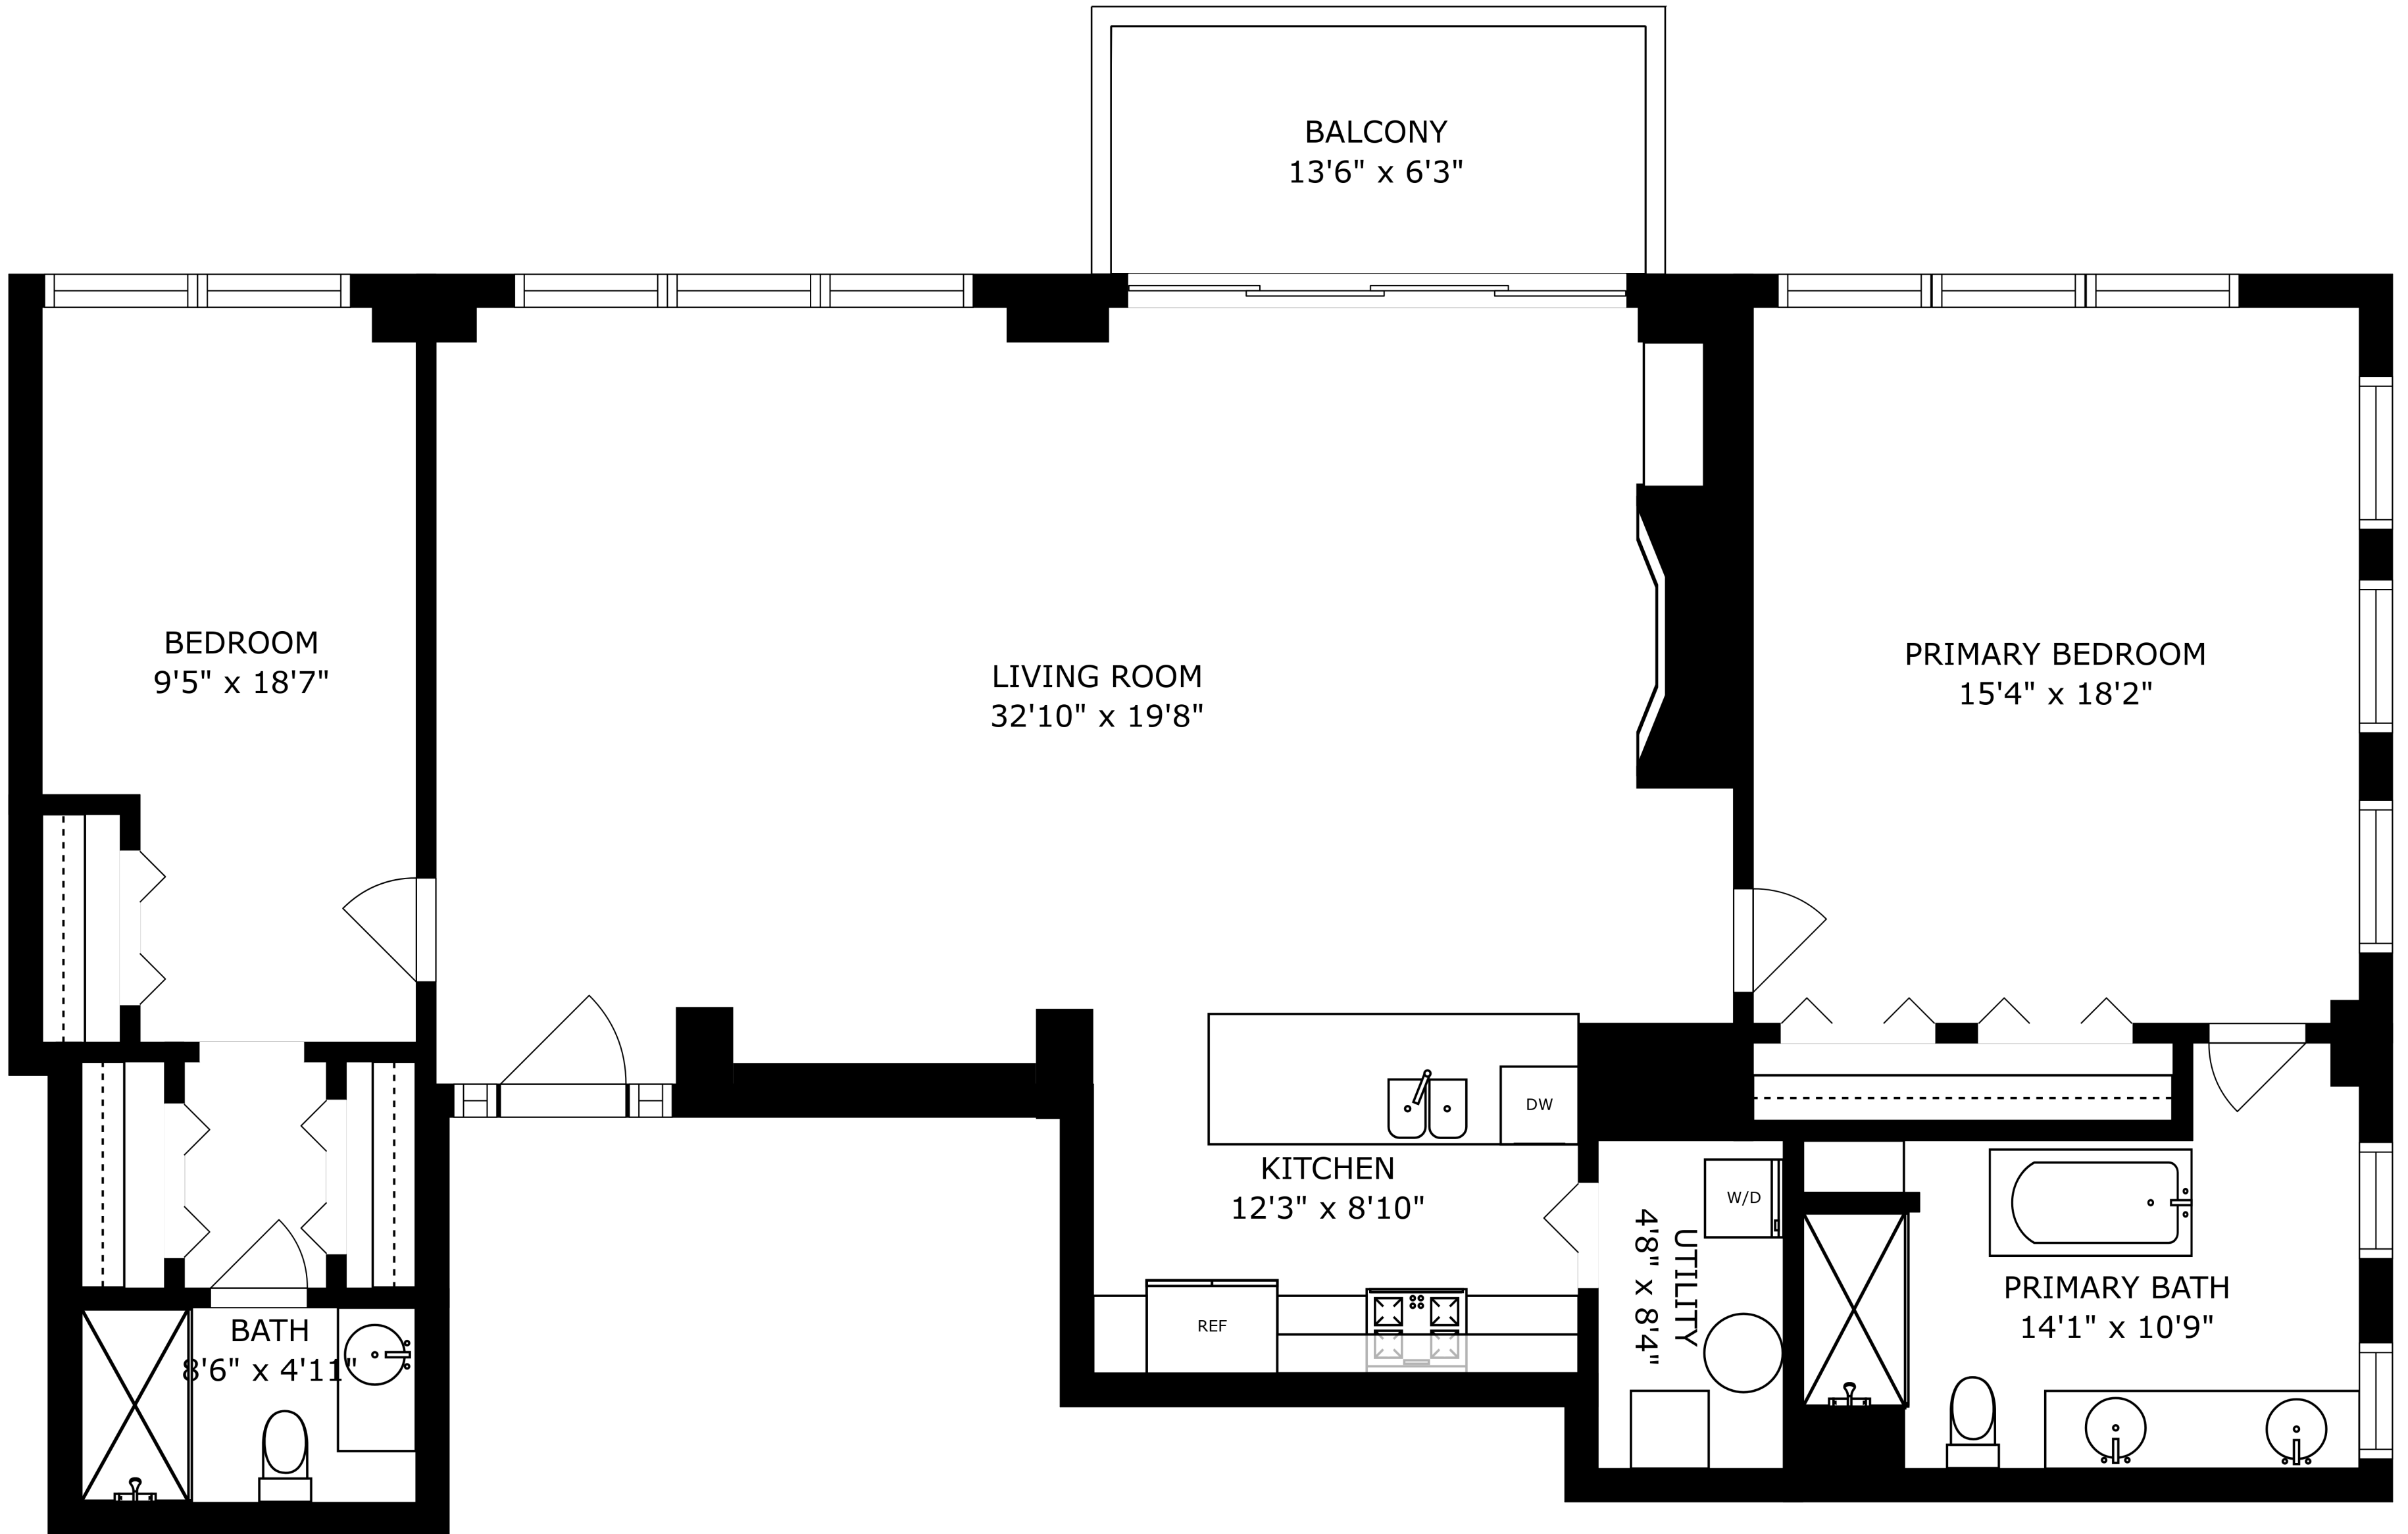 BALCONY
13'6" x 6'3"
BEDROOM
9'5" x 18'7"
LIVING ROOM
32'10" x 19'8"
PRIMARY BEDROOM
15'4" x 18'2"
DW
KITCHEN
12'3" x 8'10"
REF
W/D
UTILITY
4'8" x 8'4"
PRIMARY BATH
14'1" x 10'9"
BATH
8'6" x 4'11"